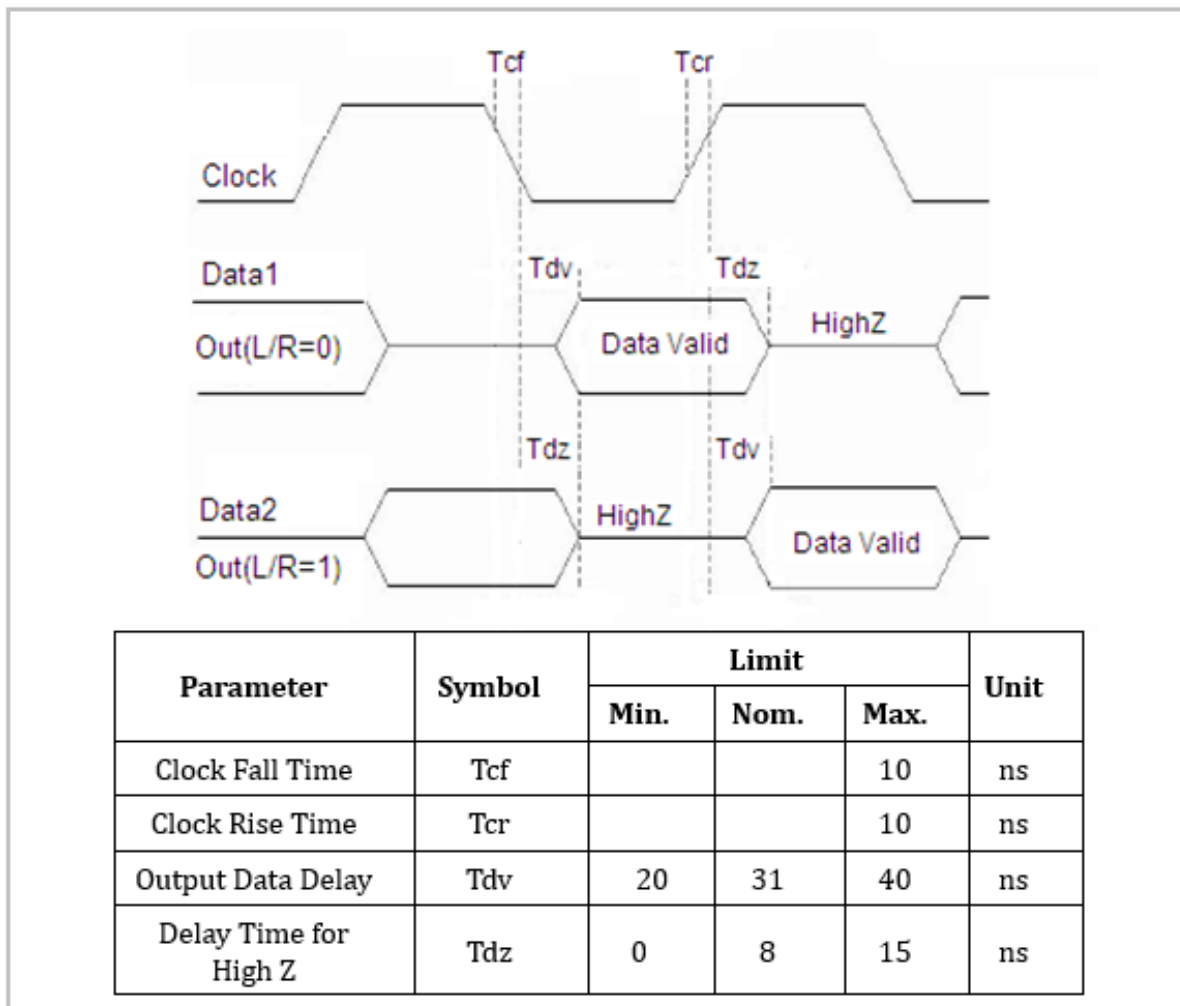 Tcf Tcr
Clock
Data1 Tdv Tdz
Out(L/R=0) Data Valid HighZ
Tdz Tdv
Data2 HighZ
Out(L/R=1) Data Valid
Parameter Symbol Limit Unit
Min. Nom. Max.
Clock Fall Time Tcf 10 ns
Clock Rise Time Tcr 10 ns
Output Data Delay Tdv 20 31 40 ns
Delay Time for
High Z Tdz 0 8 15 ns